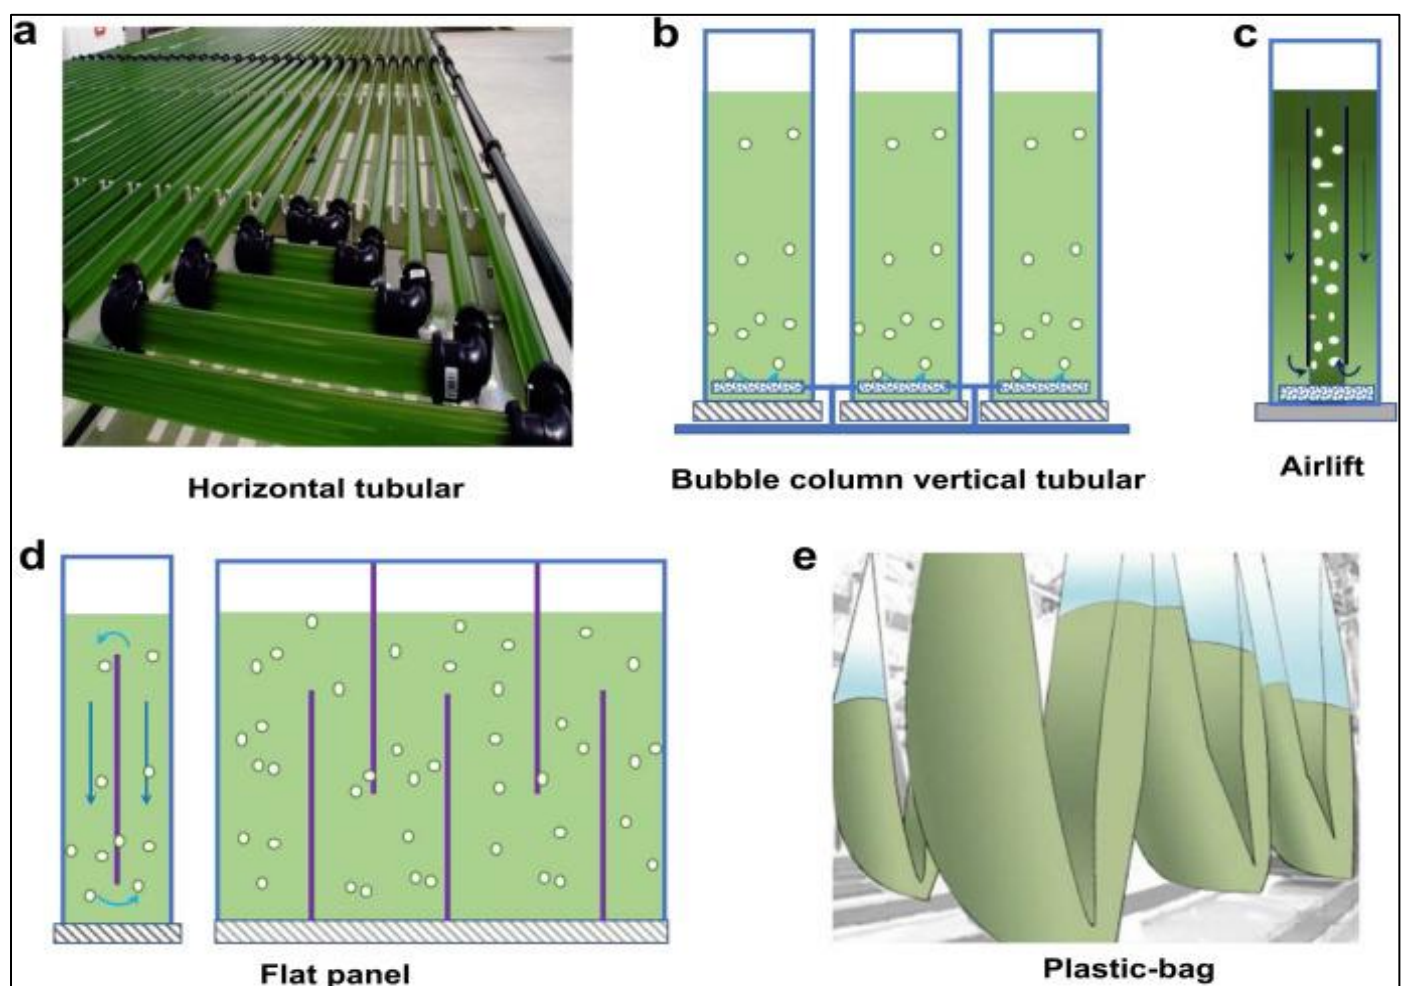 a
b
c
Horizontal tubular
Bubble column vertical tubular
Airlift
d
e
Flat panel
Plastic-bag